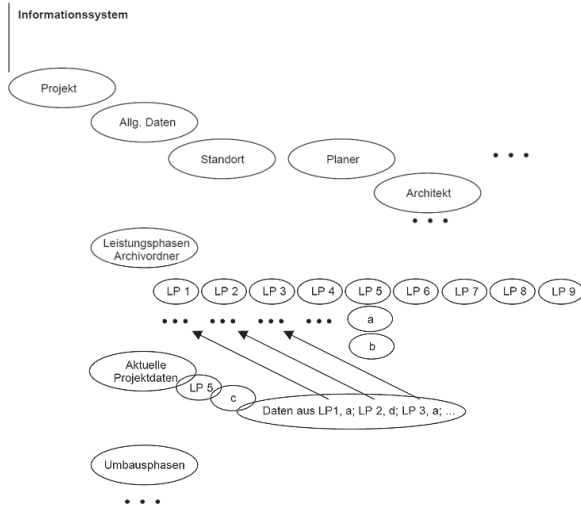 Informationssystem
Projekt
Allg. Daten
Standort
Planer
• • •
Architekt
• • •
Leistungsphasen
Archivordner
LP 1 LP 2 LP 3 LP 4 LP 5 LP 6 LP 7 LP 8 LP 9
• • • • • • • • • • • • a
b
Aktuelle
Projektdaten
LP 5
c
Daten aus LP1, a; LP 2, d; LP 3, a; ...
Umbausphasen
• • •